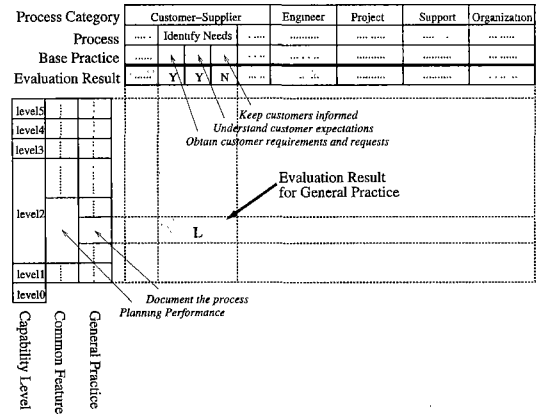 Process Category Customer–Supplier Engineer Project Support Organization
Process Identify Needs
Base Practice
Evaluation Result Y Y N
Keep customers informed
Understand customer expectations
Obtain customer requirements and requests
level5
level4
level3
level2
level1
level0
Evaluation Result
for General Practice
L
Document the process
Planning Performance
Capability Level
Common Feature
General Practice